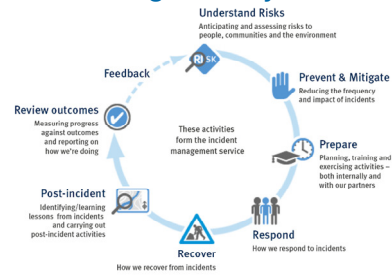 Understand Risks
Anticipating and assessing risks to
people, communities and the environment
RISK
Feedback
Prevent & Mitigate
Reducing the frequency
and impact of incidents
Review outcomes
Measuring progress
against outcomes
and reporting on
how we're doing
These activities
form the incident
management service
Prepare
Planning, training and
exercising activities –
both internally and
with our partners
Post-incident
Identifying/learning
lessons from incidents
and carrying out
post-incident activities
Respond
How we respond to incidents
Recover
How we recover from incidents